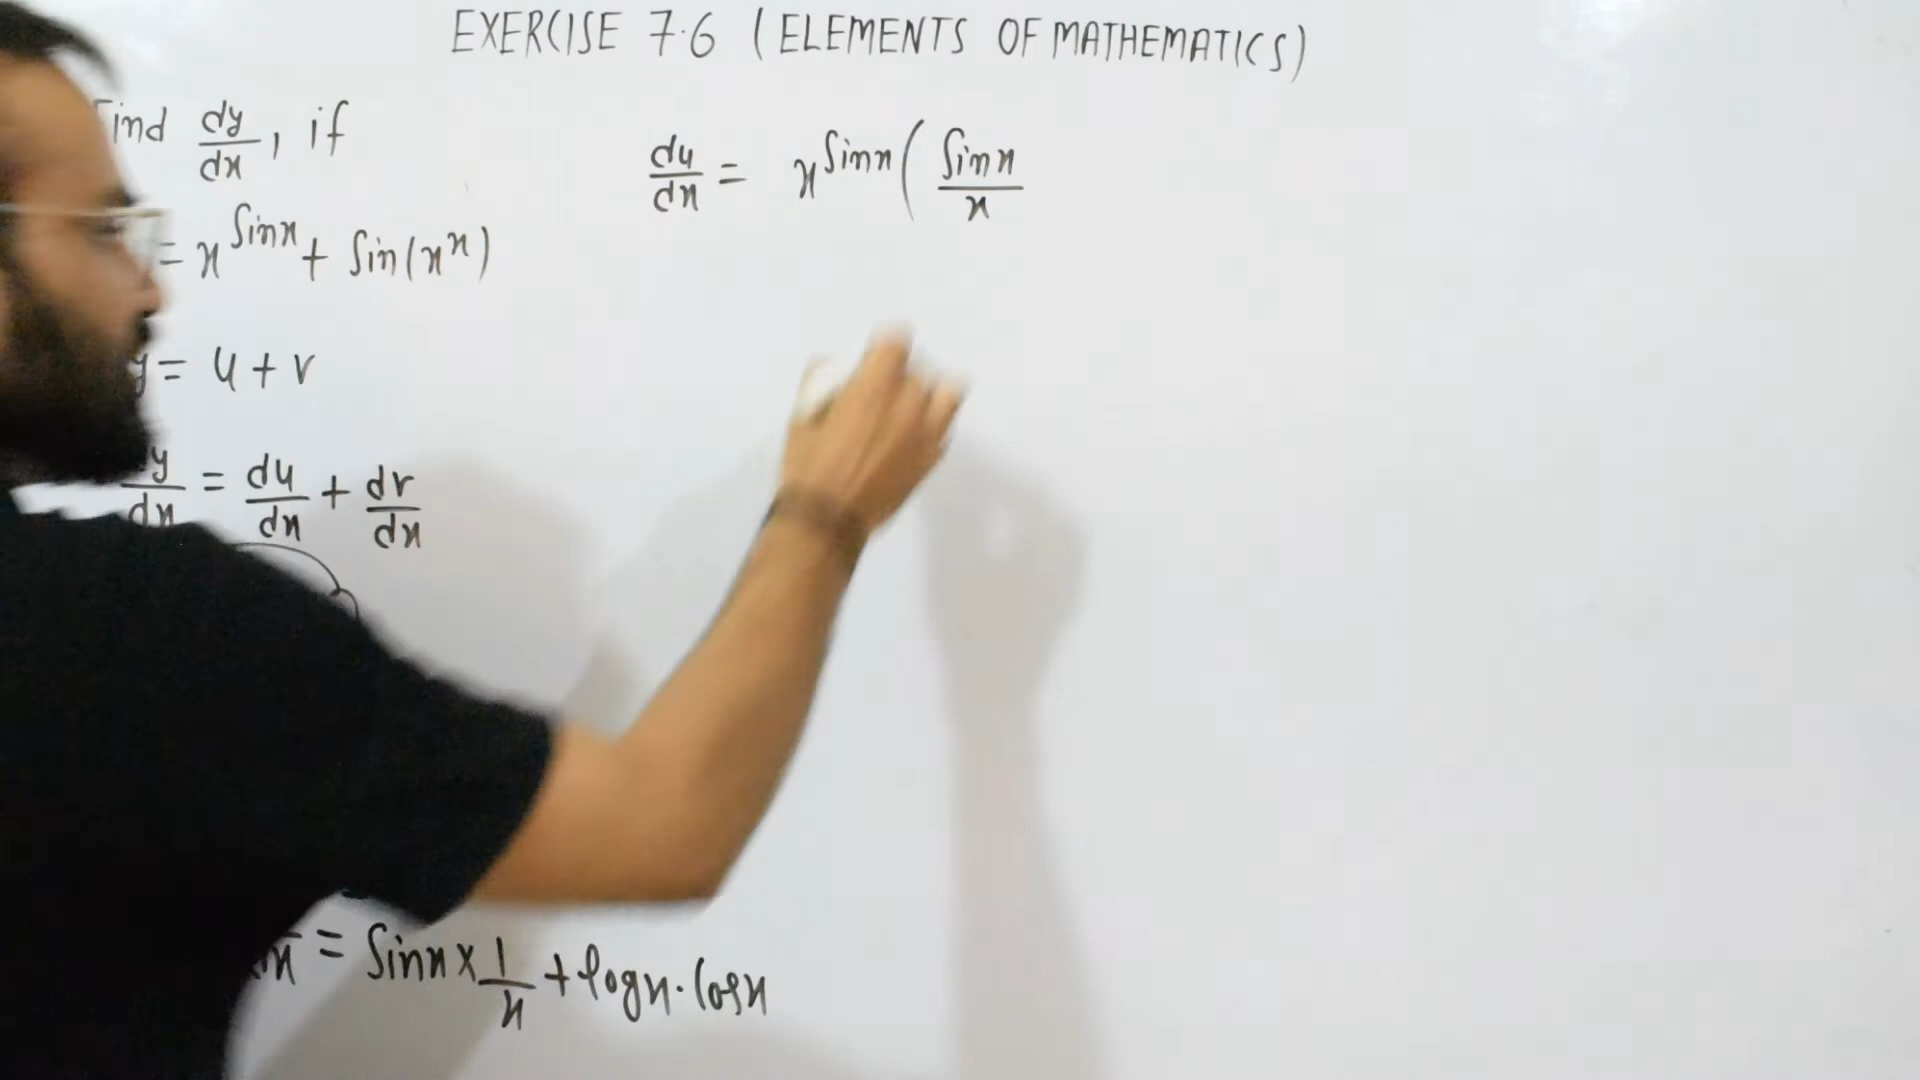 EXERCISE 7.6 (ELEMENTS OF MATHEMATICS)
ind dy/dx, if
= x^sinx + sin(x^x)
y = u + v
y/dx = du/dx + dv/dx
x = sinx × 1/x + logx · cosx
du/dx = x^sinx ( sinx/x